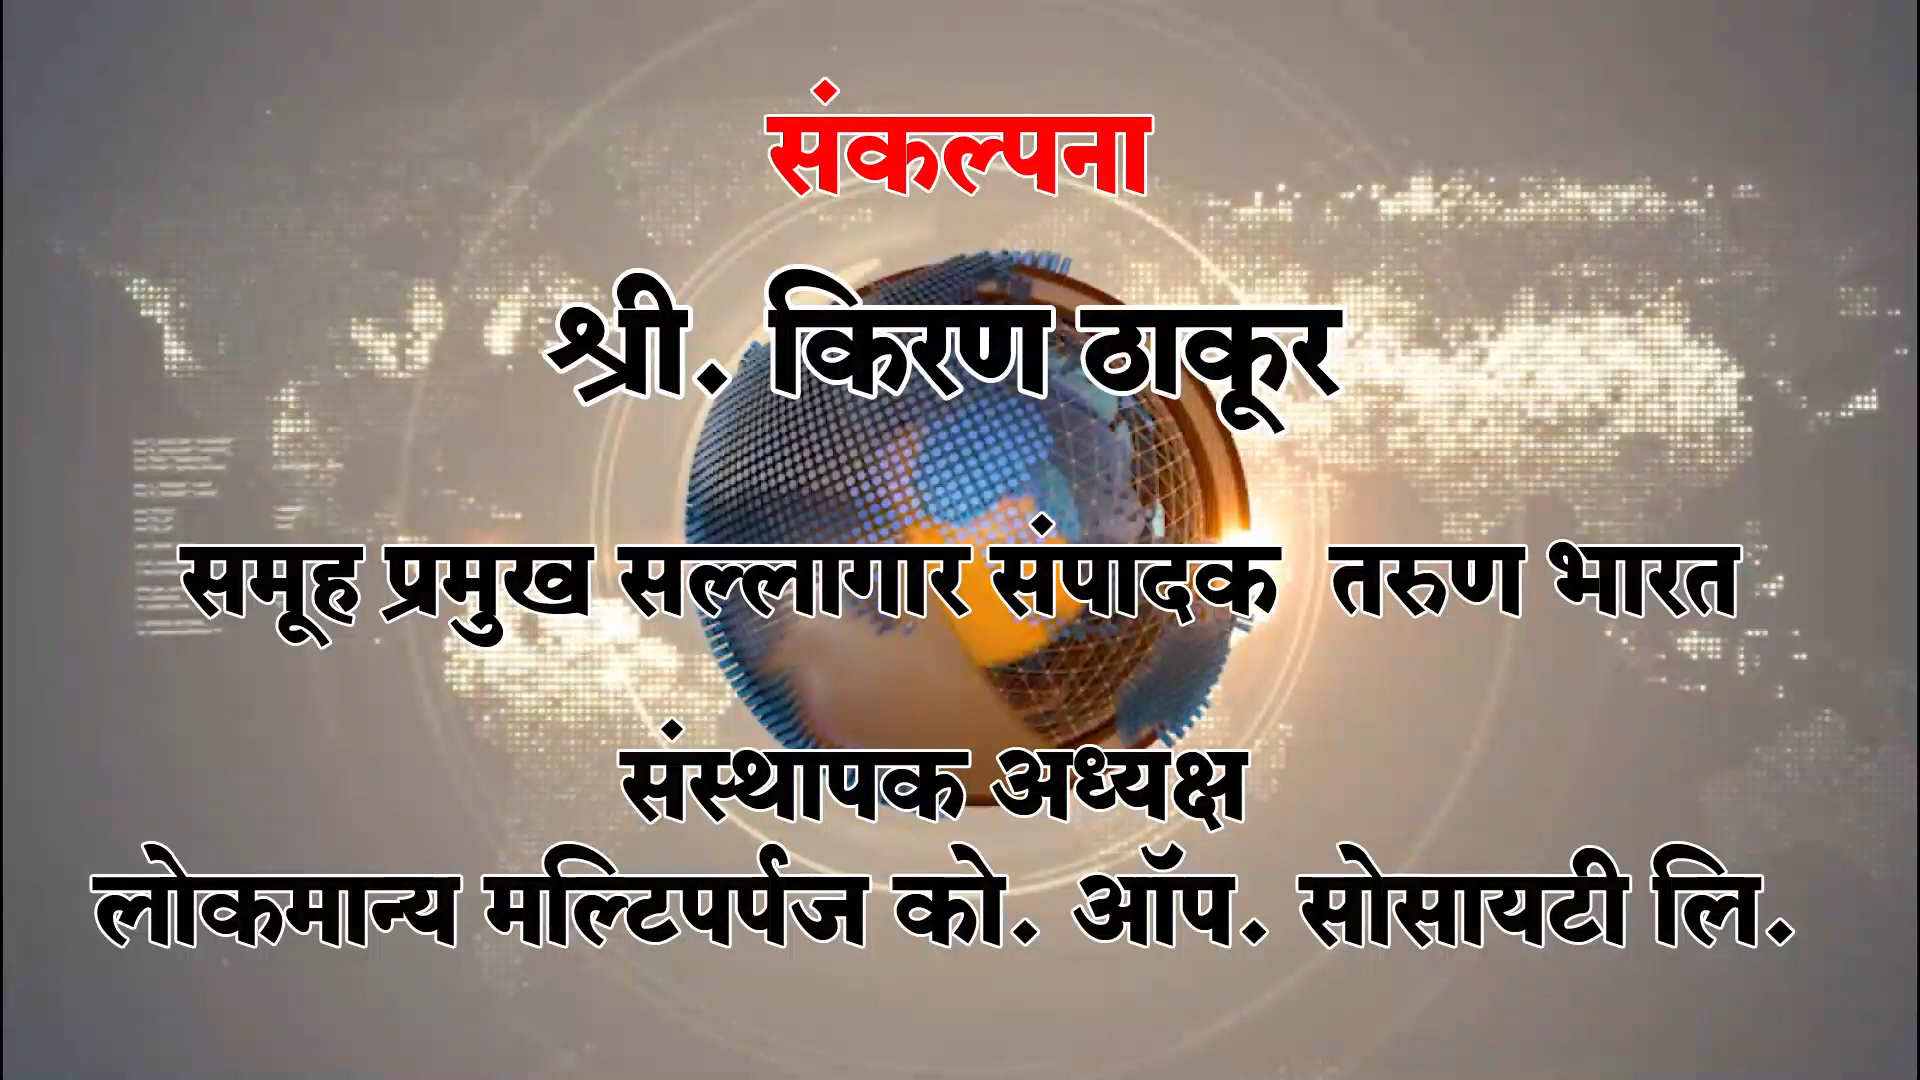 संकल्पना
श्री. किरण ठाकूर
समूह प्रमुख सल्लागार संपादक तरुण भारत
संस्थापक अध्यक्ष
लोकमान्य मल्टिपर्पज को. ऑप. सोसायटी लि.